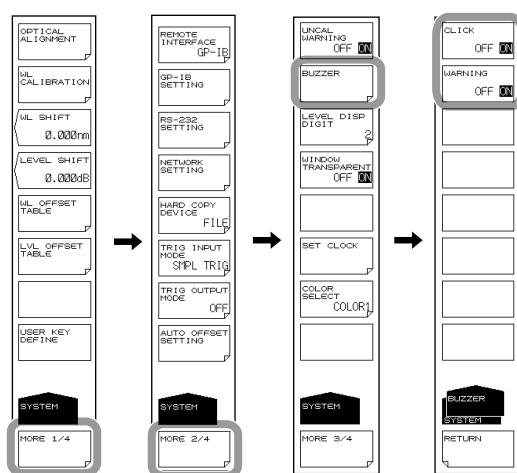 OPTICAL
ALIGNMENT
WL
CALIBRATION
WL SHIFT
0.000nm
LEVEL SHIFT
0.000dB
WL OFFSET
TABLE
LVL OFFSET
TABLE
USER KEY
DEFINE
SYSTEM
MORE 1/4
REMOTE
INTERFACE
GP-IB
GP-IB
SETTING
RS-232
SETTING
NETWORK
SETTING
HARD COPY
DEVICE
FILE
TRIG INPUT
MODE
SMPL TRIG
TRIG OUTPUT
MODE
OFF
AUTO OFFSET
SETTING
SYSTEM
MORE 2/4
UNCAL
WARNING
OFF ON
BUZZER
LEVEL DISP
DIGIT
2
WINDOW
TRANSPARENT
OFF ON
SET CLOCK
COLOR
SELECT
COLOR1
SYSTEM
MORE 3/4
CLICK
OFF ON
WARNING
OFF ON
BUZZER
SYSTEM
RETURN